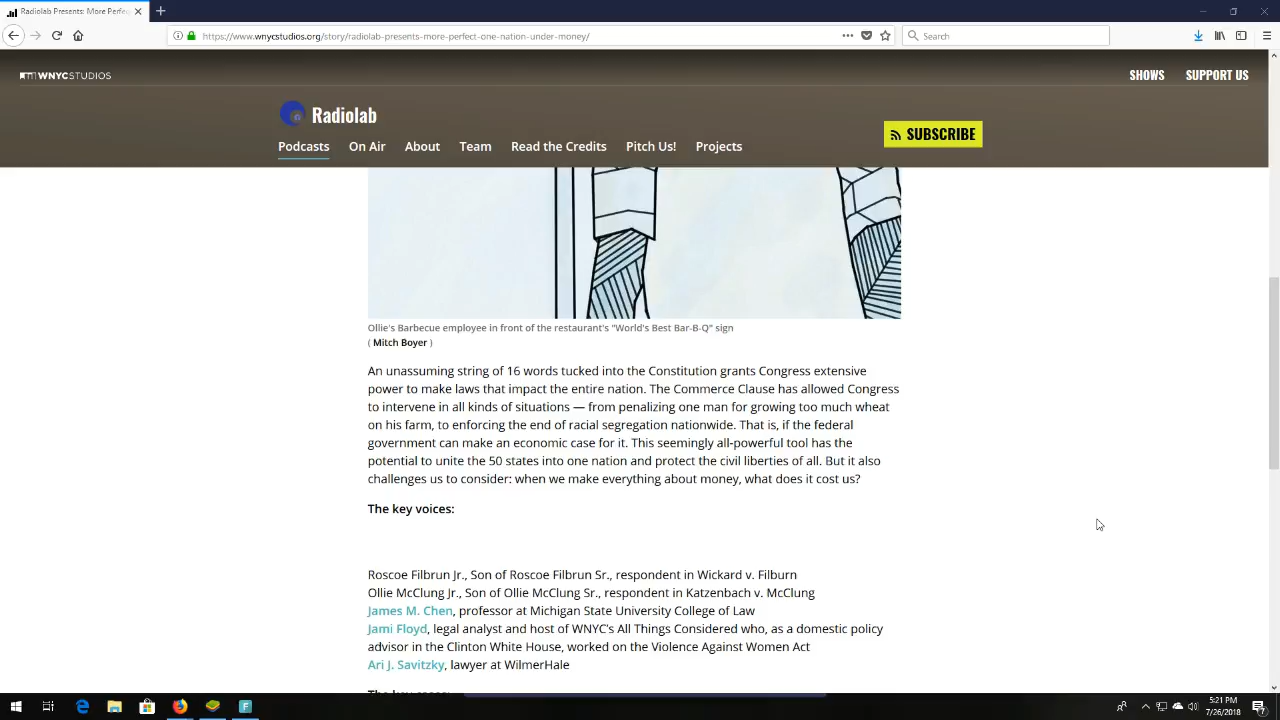 Radiolab Presents: More Perfec
https://www.wnycstudios.org/story/radiolab-presents-more-perfect-one-nation-under-money/
Search
WNYCSTUDIOS
SHOWS
SUPPORT US
Radiolab
SUBSCRIBE
Podcasts
On Air
About
Team
Read the Credits
Pitch Us!
Projects
Ollie's Barbecue employee in front of the restaurant's "World's Best Bar-B-Q" sign
( Mitch Boyer )
An unassuming string of 16 words tucked into the Constitution grants Congress extensive
power to make laws that impact the entire nation. The Commerce Clause has allowed Congress
to intervene in all kinds of situations — from penalizing one man for growing too much wheat
on his farm, to enforcing the end of racial segregation nationwide. That is, if the federal
government can make an economic case for it. This seemingly all-powerful tool has the
potential to unite the 50 states into one nation and protect the civil liberties of all. But it also
challenges us to consider: when we make everything about money, what does it cost us?
The key voices:
Roscoe Filbrun Jr., Son of Roscoe Filbrun Sr., respondent in Wickard v. Filburn
Ollie McClung Jr., Son of Ollie McClung Sr., respondent in Katzenbach v. McClung
James M. Chen, professor at Michigan State University College of Law
Jami Floyd, legal analyst and host of WNYC's All Things Considered who, as a domestic policy
advisor in the Clinton White House, worked on the Violence Against Women Act
Ari J. Savitzky, lawyer at WilmerHale
5:21 PM
7/26/2018